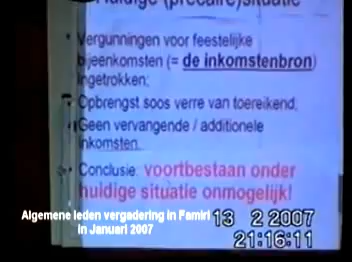 Huidige (precaire)situatie
Vergunningen voor feestelijke
bijeenkomsten (= de inkomstenbron)
Ingetrokken;
Opbrengst soos verre van toereikend;
Geen vervangende / additionele
inkomsten.
Conclusie: voortbestaan onder
huidige situatie onmogelijk!
Algemene leden vergadering in Famiri
in Januari 2007
13 2 2007
21:16:11